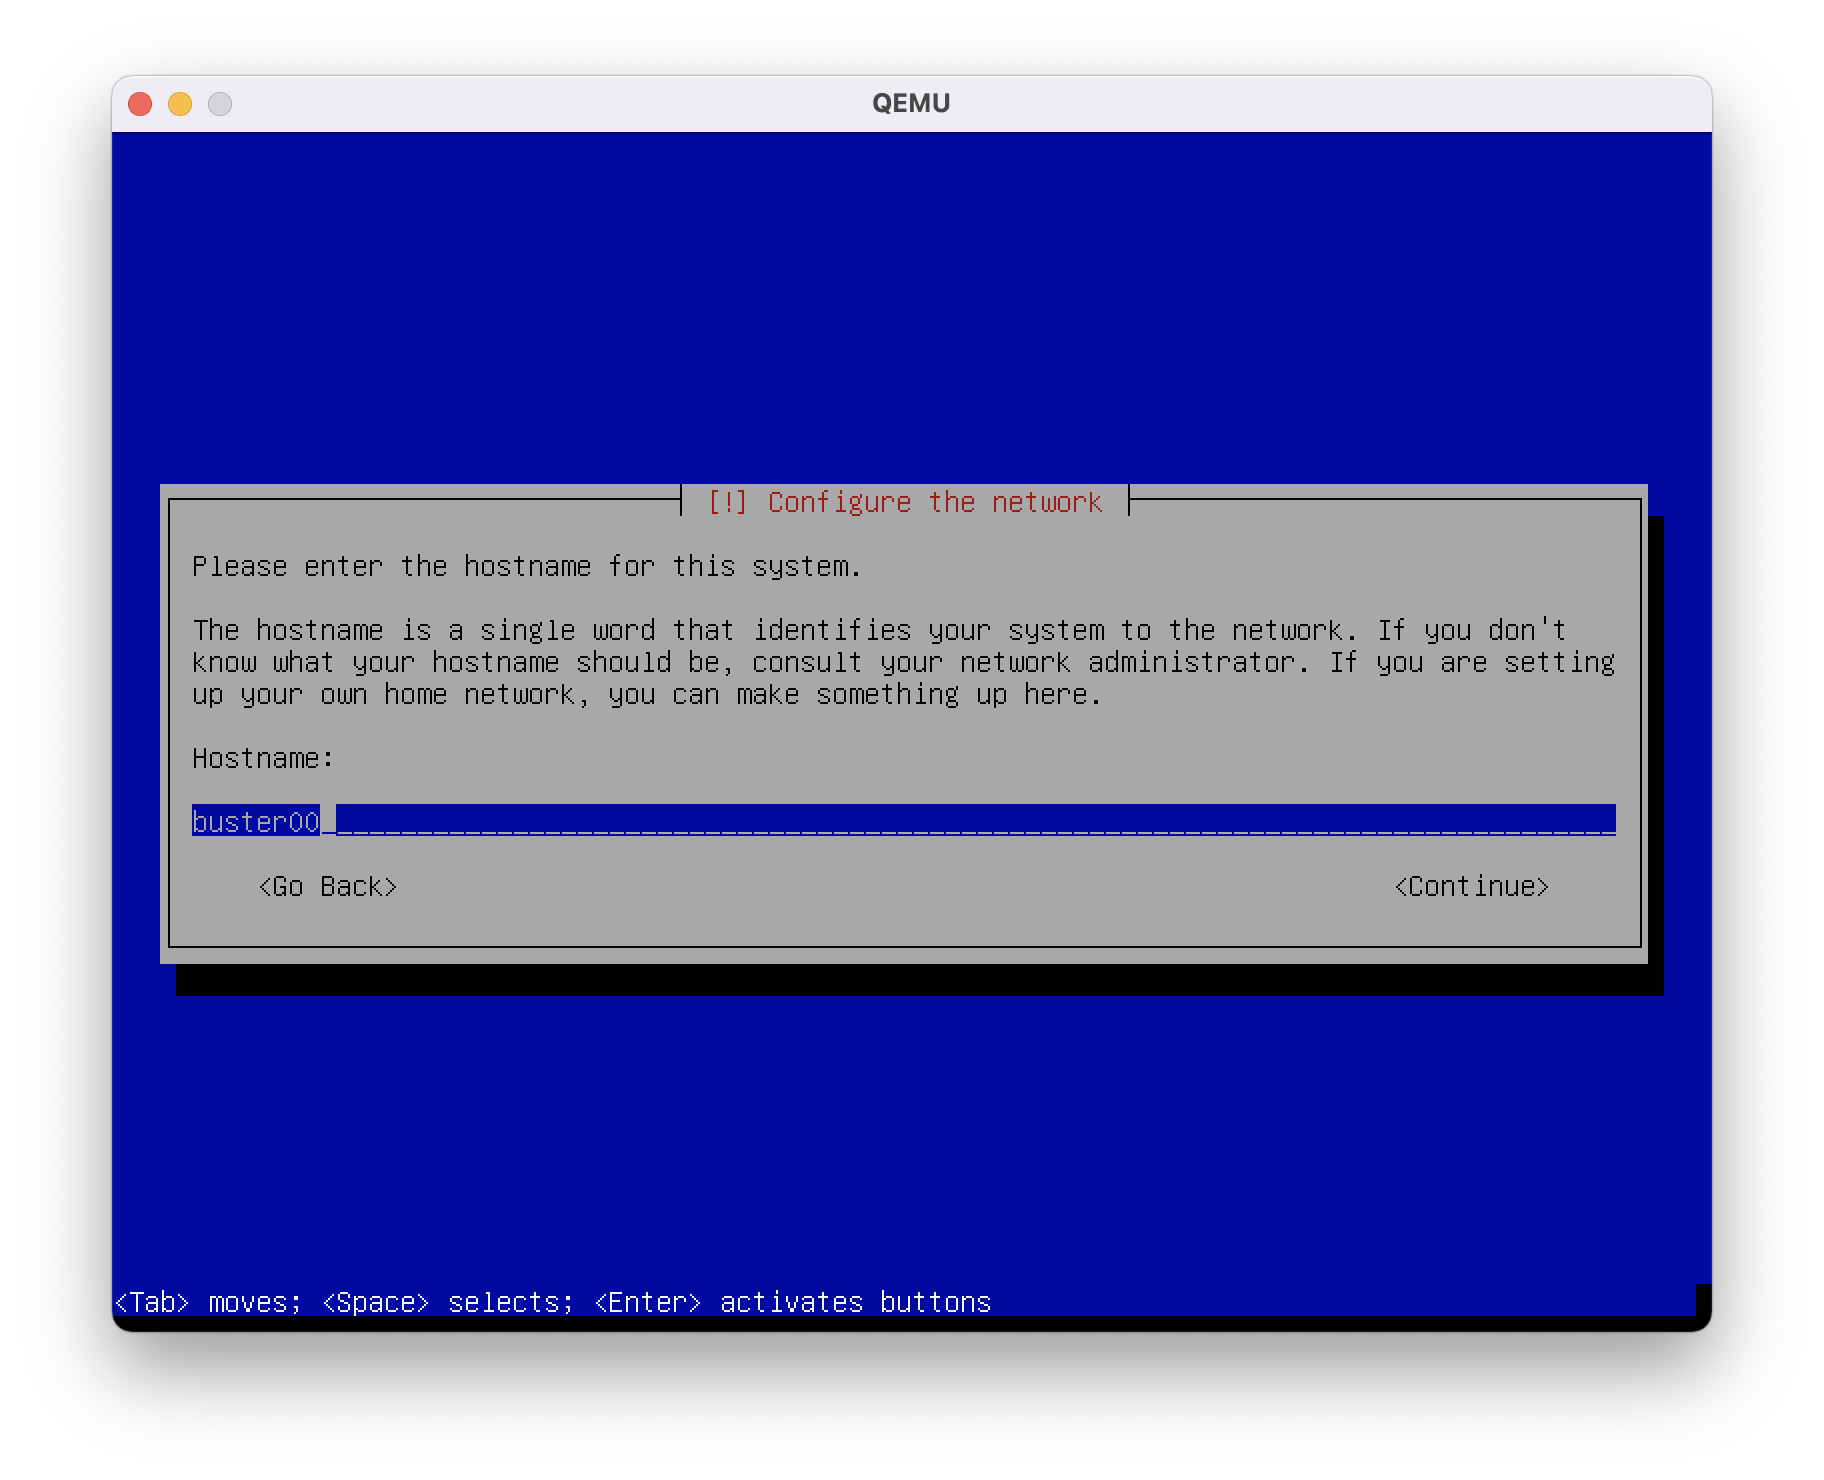 QEMU
[!] Configure the network
Please enter the hostname for this system.
The hostname is a single word that identifies your system to the network. If you don't
know what your hostname should be, consult your network administrator. If you are setting
up your own home network, you can make something up here.
Hostname:
buster00
<Go Back> <Continue>
<Tab> moves; <Space> selects; <Enter> activates buttons